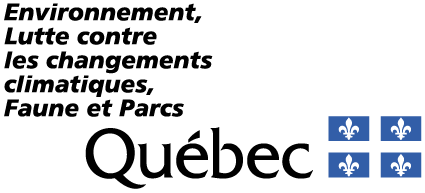 Environnement,
Lutte contre
les changements
climatiques,
Faune et Parcs
Québec